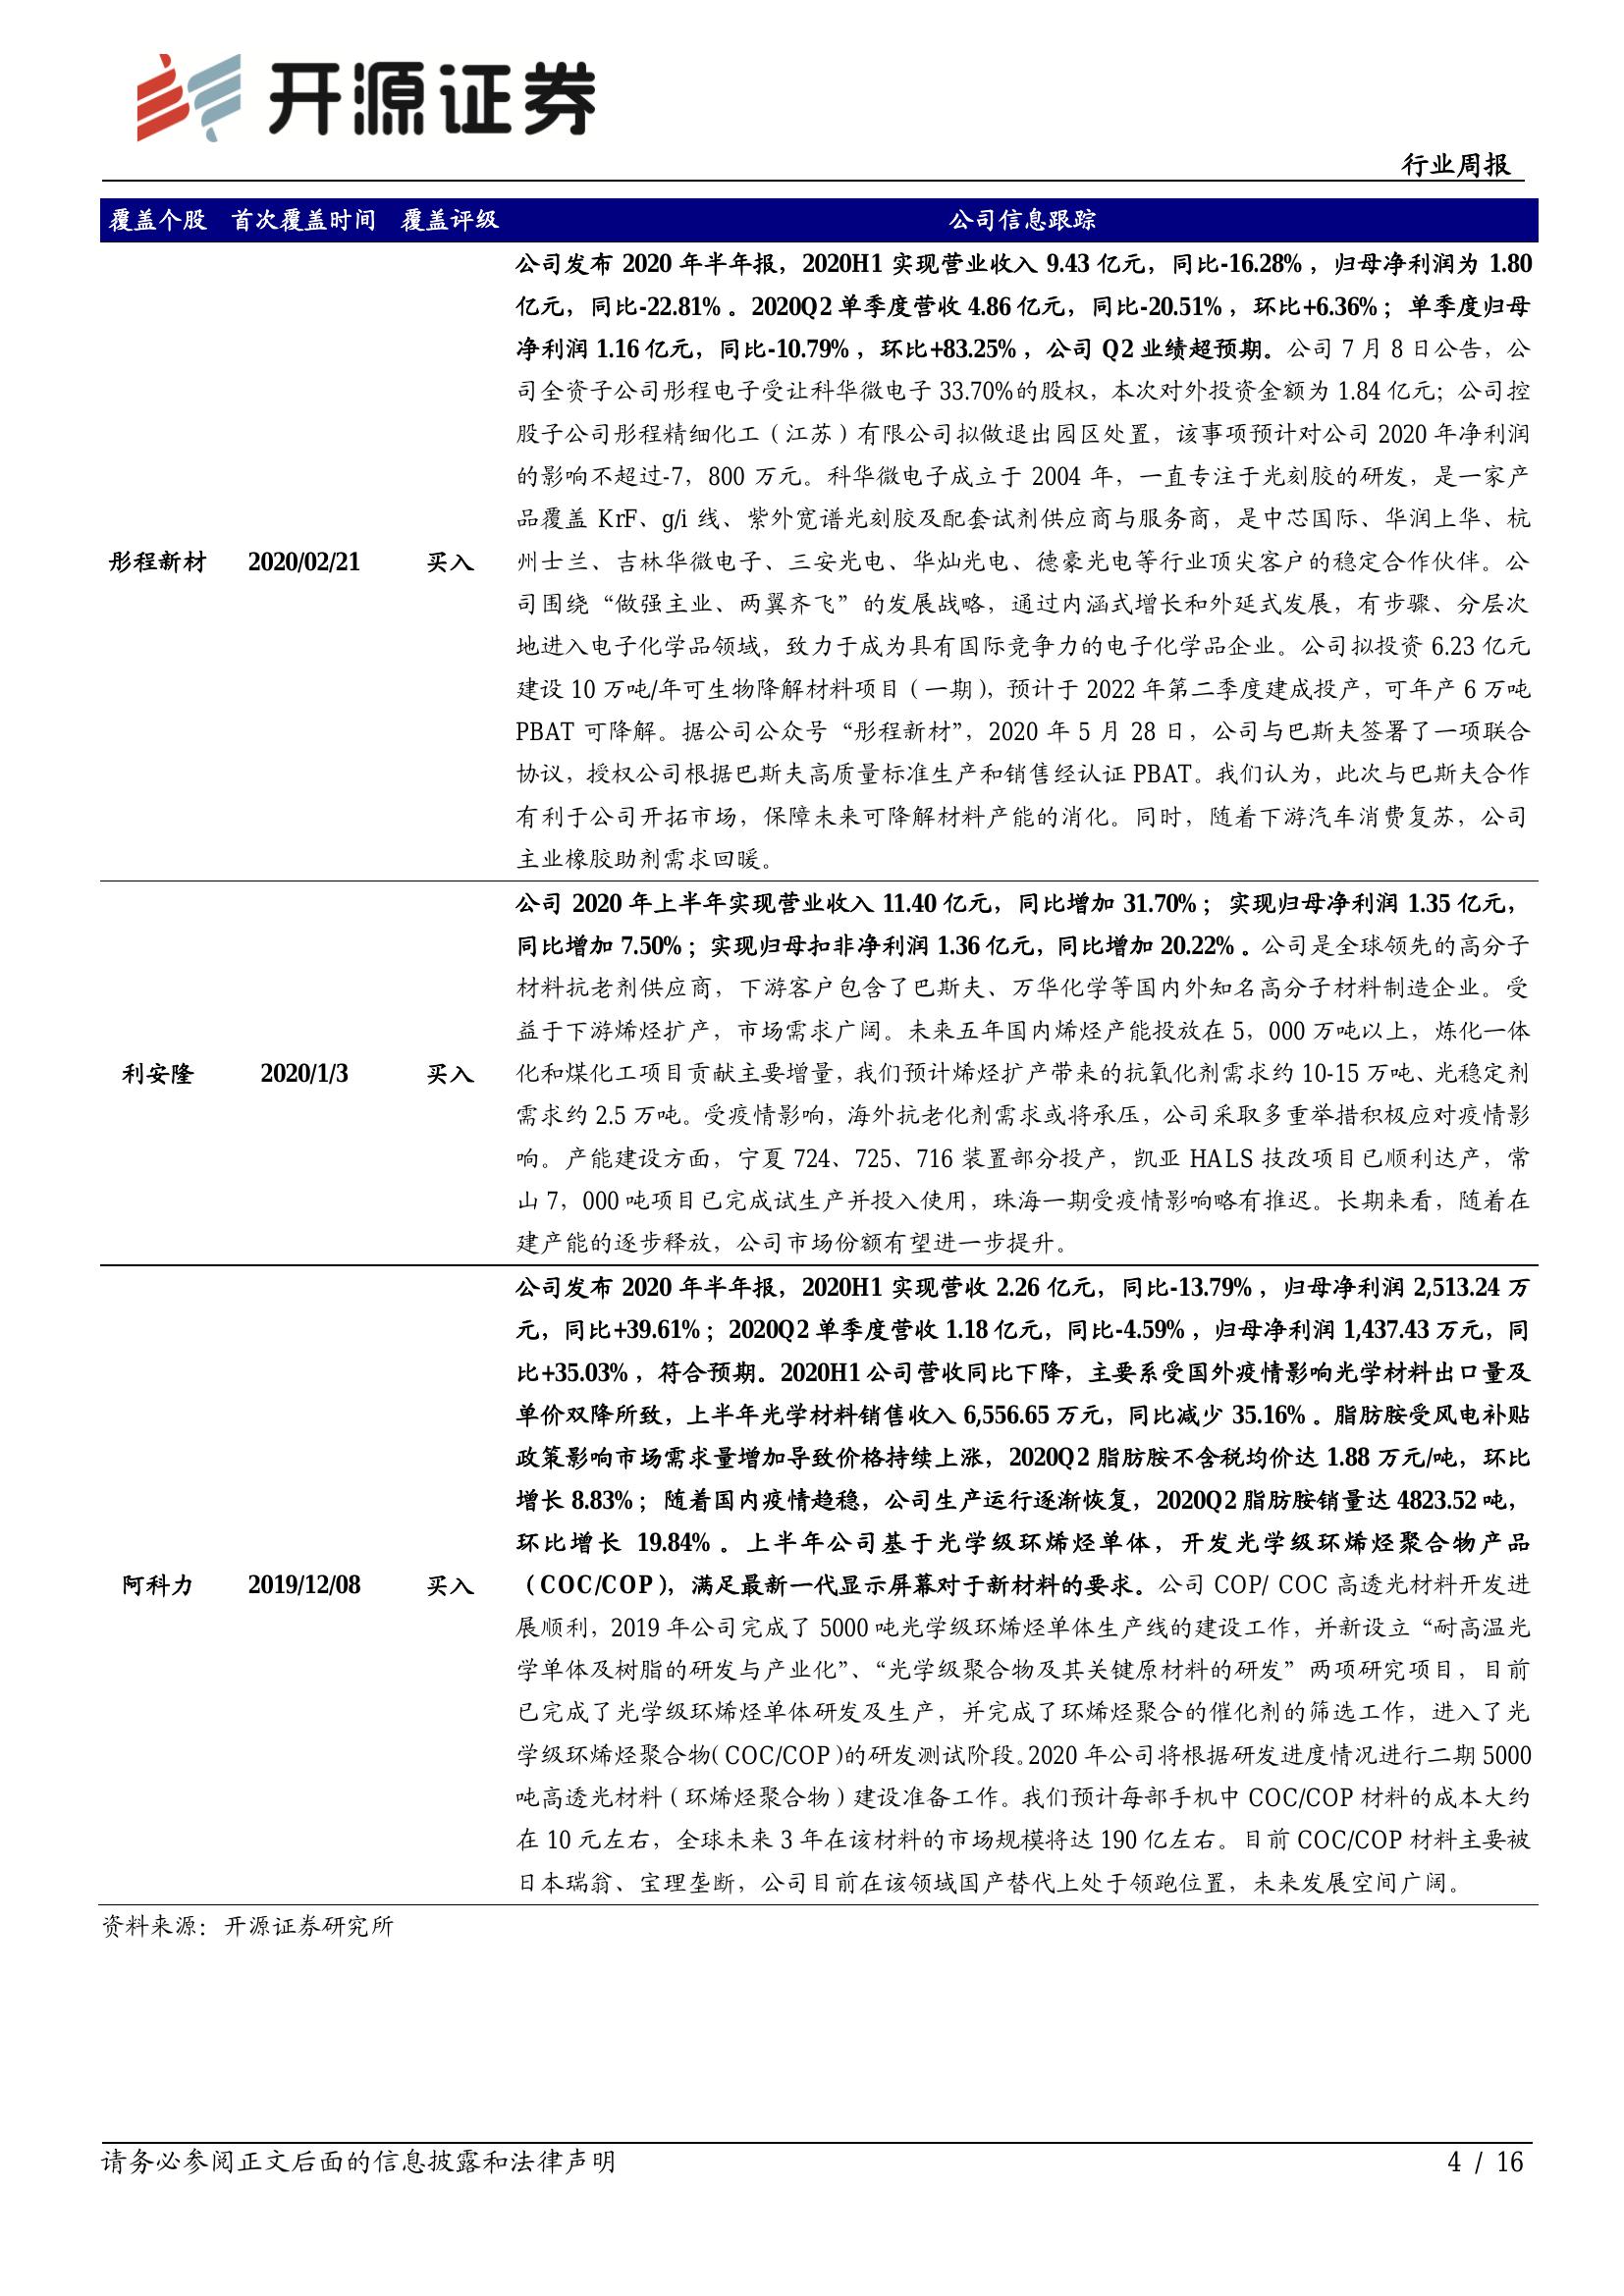 开源证券
行业周报
覆盖个股 首次覆盖时间 覆盖评级 公司信息跟踪
公司发布 2020 年半年报，2020H1 实现营业收入 9.43 亿元，同比-16.28%，归母净利润为 1.80
亿元，同比-22.81%。2020Q2 单季度营收 4.86 亿元，同比-20.51%，环比+6.36%；单季度归母
净利润 1.16 亿元，同比-10.79%，环比+83.25%，公司 Q2 业绩超预期。公司 7 月 8 日公告，公
司全资子公司彤程电子受让科华微电子 33.70%的股权，本次对外投资金额为 1.84 亿元；公司控
股子公司彤程精细化工（江苏）有限公司拟做退出园区处置，该事项预计对公司 2020 年净利润
的影响不超过-7，800 万元。科华微电子成立于 2004 年，一直专注于光刻胶的研发，是一家产
品覆盖 KrF、g/i 线、紫外宽谱光刻胶及配套试剂供应商与服务商，是中芯国际、华润上华、杭
彤程新材 2020/02/21 买入 州士兰、吉林华微电子、三安光电、华灿光电、德豪光电等行业顶尖客户的稳定合作伙伴。公
司围绕“做强主业、两翼齐飞”的发展战略，通过内涵式增长和外延式发展，有步骤、分层次
地进入电子化学品领域，致力于成为具有国际竞争力的电子化学品企业。公司拟投资 6.23 亿元
建设 10 万吨/年可生物降解材料项目（一期），预计于 2022 年第二季度建成投产，可年产 6 万吨
PBAT 可降解。据公司公众号“彤程新材”，2020 年 5 月 28 日，公司与巴斯夫签署了一项联合
协议，授权公司根据巴斯夫高质量标准生产和销售经认证 PBAT。我们认为，此次与巴斯夫合作
有利于公司开拓市场，保障未来可降解材料产能的消化。同时，随着下游汽车消费复苏，公司
主业橡胶助剂需求回暖。
公司 2020 年上半年实现营业收入 11.40 亿元，同比增加 31.70%；实现归母净利润 1.35 亿元，
同比增加 7.50%；实现归母扣非净利润 1.36 亿元，同比增加 20.22%。公司是全球领先的高分子
材料抗老剂供应商，下游客户包含了巴斯夫、万华化学等国内外知名高分子材料制造企业。受
益于下游烯烃扩产，市场需求广阔。未来五年国内烯烃产能投放在 5，000 万吨以上，炼化一体
利安隆 2020/1/3 买入 化和煤化工项目贡献主要增量，我们预计烯烃扩产带来的抗氧化剂需求约 10-15 万吨、光稳定剂
需求约 2.5 万吨。受疫情影响，海外抗老化剂需求或将承压，公司采取多重举措积极应对疫情影
响。产能建设方面，宁夏 724、725、716 装置部分投产，凯亚 HALS 技改项目已顺利达产，常
山 7，000 吨项目已完成试生产并投入使用，珠海一期受疫情影响略有推迟。长期来看，随着在
建产能的逐步释放，公司市场份额有望进一步提升。
公司发布 2020 年半年报，2020H1 实现营收 2.26 亿元，同比-13.79%，归母净利润 2,513.24 万
元，同比+39.61%；2020Q2 单季度营收 1.18 亿元，同比-4.59%，归母净利润 1,437.43 万元，同
比+35.03%，符合预期。2020H1 公司营收同比下降，主要系受国外疫情影响光学材料出口量及
单价双降所致，上半年光学材料销售收入 6,556.65 万元，同比减少 35.16%。脂肪胺受风电补贴
政策影响市场需求量增加导致价格持续上涨，2020Q2 脂肪胺不含税均价达 1.88 万元/吨，环比
增长 8.83%；随着国内疫情趋稳，公司生产运行逐渐恢复，2020Q2 脂肪胺销量达 4823.52 吨，
环比增长 19.84%。上半年公司基于光学级环烯烃单体，开发光学级环烯烃聚合物产品
阿科力 2019/12/08 买入 （COC/COP），满足最新一代显示屏幕对于新材料的要求。公司 COP/ COC 高透光材料开发进
展顺利，2019 年公司完成了 5000 吨光学级环烯烃单体生产线的建设工作，并新设立“耐高温光
学单体及树脂的研发与产业化”、“光学级聚合物及其关键原材料的研发”两项研究项目，目前
已完成了光学级环烯烃单体研发及生产，并完成了环烯烃聚合的催化剂的筛选工作，进入了光
学级环烯烃聚合物（COC/COP）的研发测试阶段。2020 年公司将根据研发进度情况进行二期 5000
吨高透光材料（环烯烃聚合物）建设准备工作。我们预计每部手机中 COC/COP 材料的成本大约
在 10 元左右，全球未来 3 年在该材料的市场规模将达 190 亿左右。目前 COC/COP 材料主要被
日本瑞翁、宝理垄断，公司目前在该领域国产替代上处于领跑位置，未来发展空间广阔。
资料来源：开源证券研究所
请务必参阅正文后面的信息披露和法律声明 4 / 16